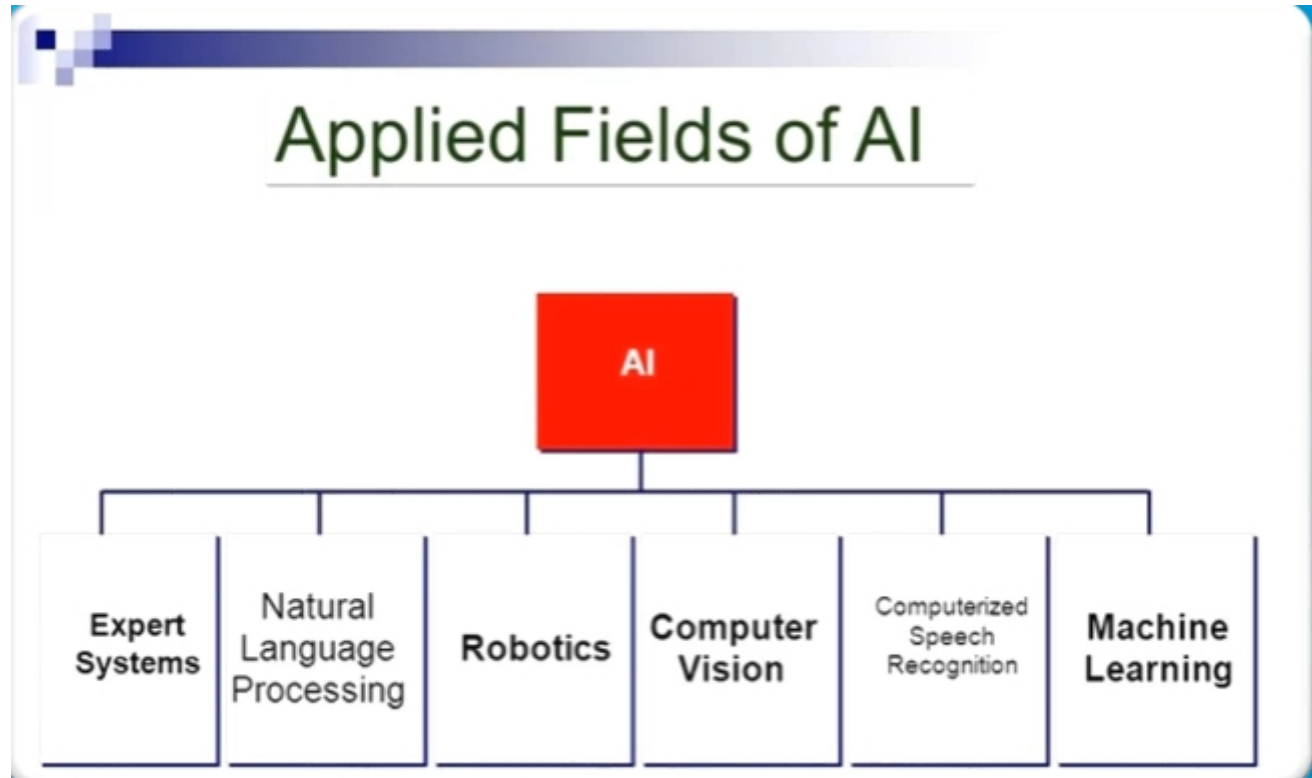 Applied Fields of AI
AI
Expert
Systems
Natural
Language
Processing
Robotics
Computer
Vision
Computerized
Speech
Recognition
Machine
Learning